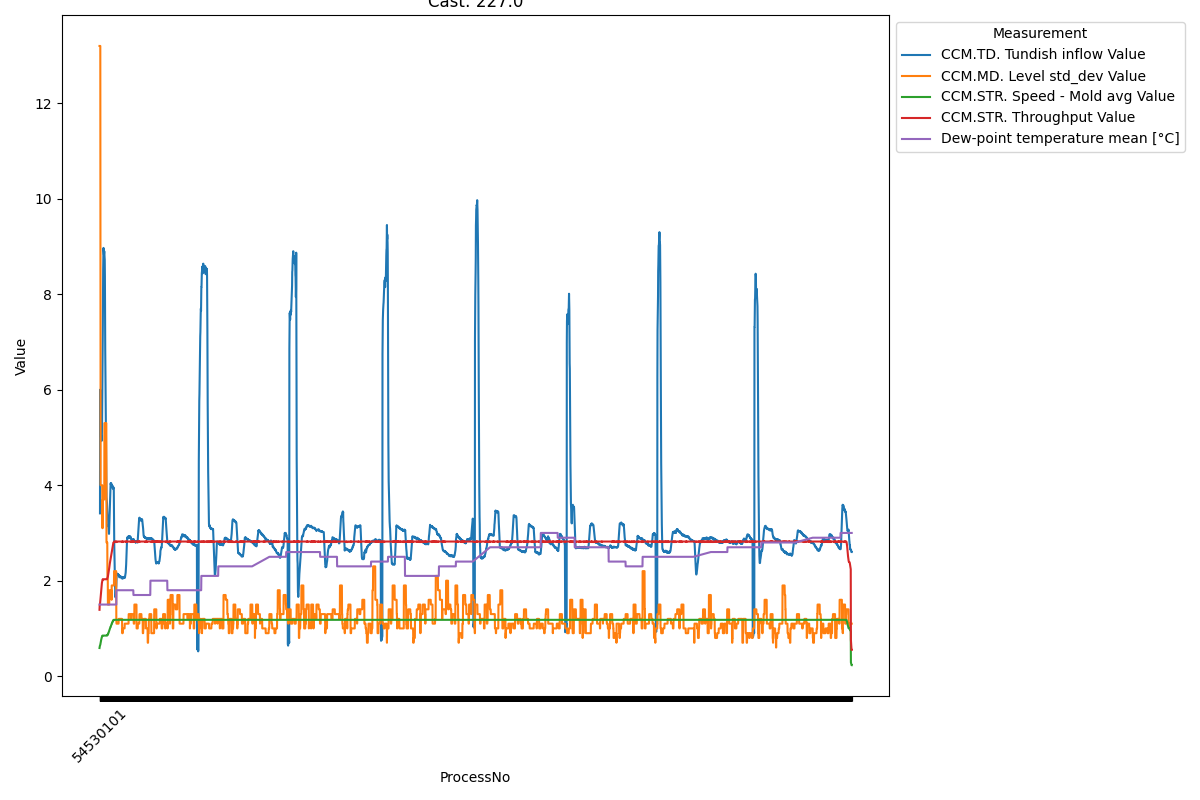 Cast: 227.0
Measurement
CCM.TD. Tundish inflow Value
CCM.MD. Level std_dev Value
CCM.STR. Speed - Mold avg Value
CCM.STR. Throughput Value
Dew-point temperature mean [°C]
Value
12
10
8
6
4
2
0
54530101
ProcessNo